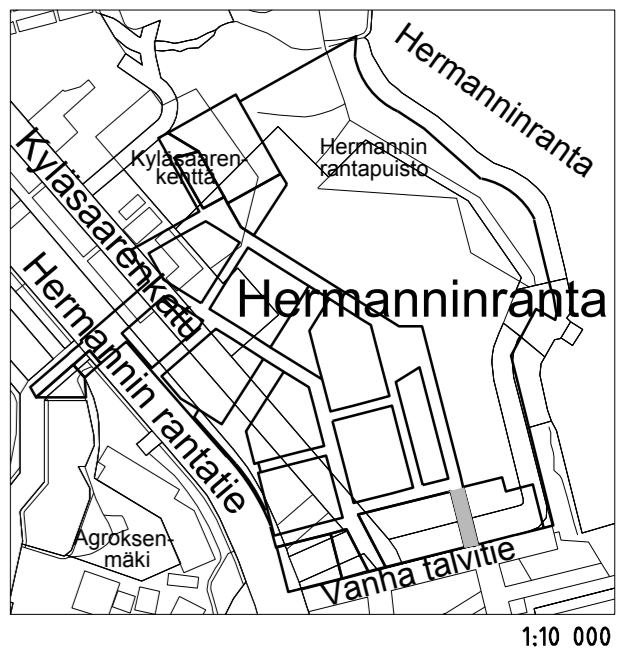 Hermanninranta
Kyläsaaren-
kenttä
Hermannin
rantapuisto
Kyläsaarenkatu
Hermanninranta
Hermannin rantatie
Agroksen-
mäki
Vanha talvitie
1:10 000